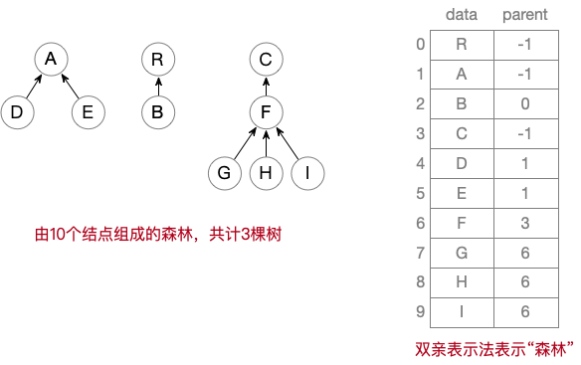 A
R
C
D
E
B
F
G
H
I
由10个结点组成的森林，共计3棵树
data parent
0 R -1
1 A -1
2 B 0
3 C -1
4 D 1
5 E 1
6 F 3
7 G 6
8 H 6
9 I 6
双亲表示法表示“森林”